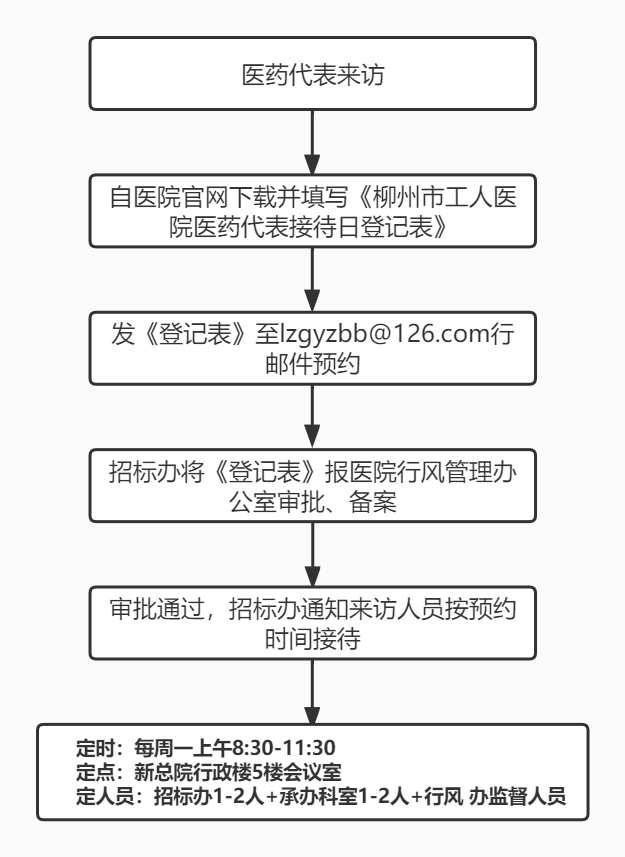 医药代表来访
自医院官网下载并填写《柳州市工人医
院医药代表接待日登记表》
发《登记表》至lzgyzbb@126.com行
邮件预约
招标办将《登记表》报医院行风管理办
公室审批、备案
审批通过，招标办通知来访人员按预约
时间接待
定时：每周一上午8:30-11:30
定点：新总院行政楼5楼会议室
定人员：招标办1-2人+承办科室1-2人+行风 办监督人员